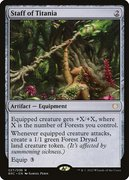 Staff of Titania
2
Artifact — Equipment
Equipped creature gets +X/+X, where
X is the number of Forests you control.
Whenever equipped creature attacks,
create a 1/1 green Forest Dryad
land creature token. (It's affected by
summoning sickness.)
Equip 3